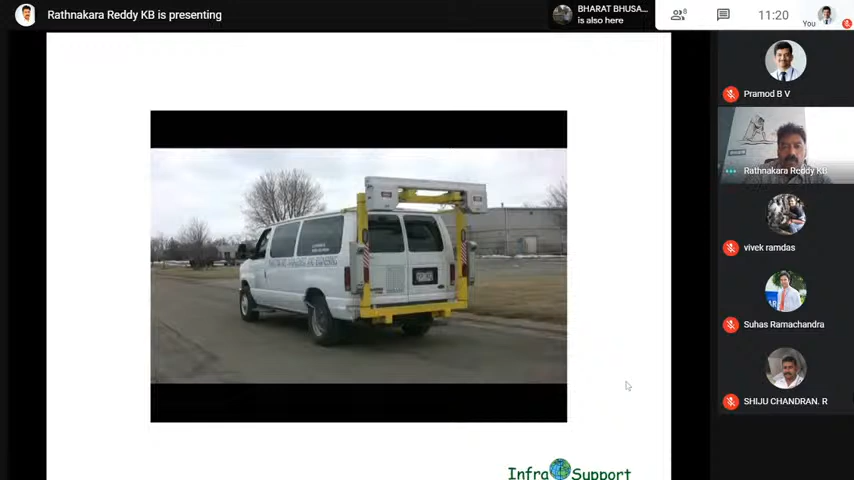 Rathnakara Reddy KB is presenting
BHARAT BHUSA...
is also here
8
11:20
You
Pramod B V
Rathnakara Reddy KB
vivek ramdas
Suhas Ramachandra
SHIJU CHANDRAN. R
Infra Support